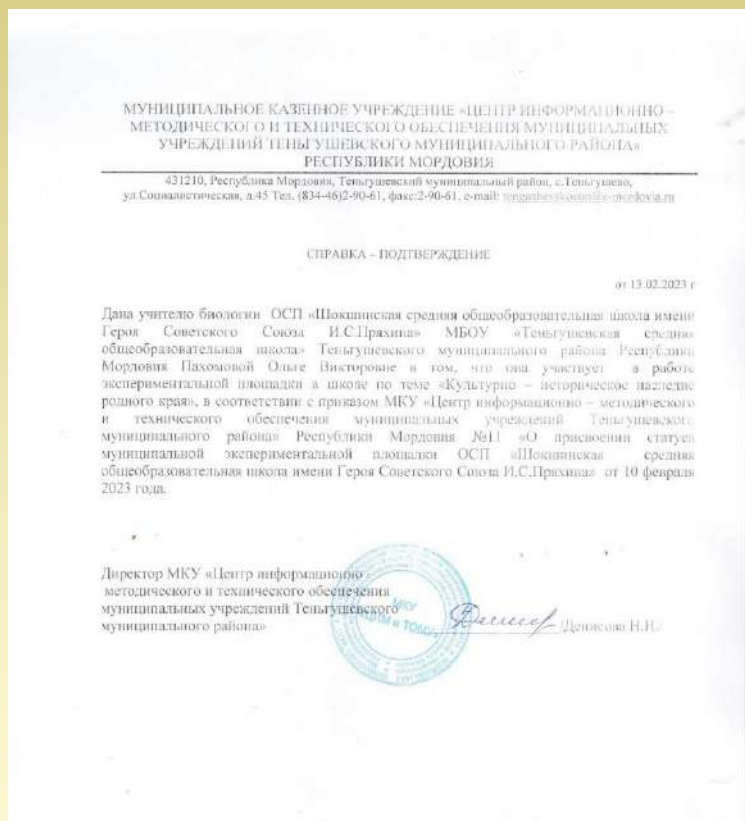 МУНИЦИПАЛЬНОЕ КАЗЕННОЕ УЧРЕЖДЕНИЕ «ЦЕНТР ИНФОРМАЦИОННО –
МЕТОДИЧЕСКОГО И ТЕХНИЧЕСКОГО ОБЕСПЕЧЕНИЯ МУНИЦИПАЛЬНЫХ
УЧРЕЖДЕНИЙ ТЕНЬГУШЕВСКОГО МУНИЦИПАЛЬНОГО РАЙОНА»
РЕСПУБЛИКИ МОРДОВИЯ
431210, Республика Мордовия, Теньгушевский муниципальный район, с.Теньгушево,
ул.Социалистическая, д.45 Тел. (834-46)2-90-61, факс:2-90-61, e-mail:
СПРАВКА – ПОДТВЕРЖДЕНИЕ
от 13.02.2023 г
Дана учителю биологии ОСП «Шокшинская средняя общеобразовательная школа имени
Героя Советского Союза И.С.Пряхина» МБОУ «Теньгушевская средняя
общеобразовательная школа» Теньгушевского муниципального района Республики
Мордовия Пахомовой Ольге Викторовне в том, что она участвует в работе
экспериментальной площадки в школе по теме «Культурно – историческое наследие
родного края», в соответствии с приказом МКУ «Центр информационно – методического
и технического обеспечения муниципальных учреждений Теньгушевского
муниципального района» Республики Мордовия №11 «О присвоении статуса
муниципальной экспериментальной площадки ОСП «Шокшинская средняя
общеобразовательная школа имени Героя Советского Союза И.С.Пряхина» от 10 февраля
2023 года.
Директор МКУ «Центр информационно –
методического и технического обеспечения
муниципальных учреждений Теньгушевского
муниципального района»
/Денисова Н.И./
МКУ